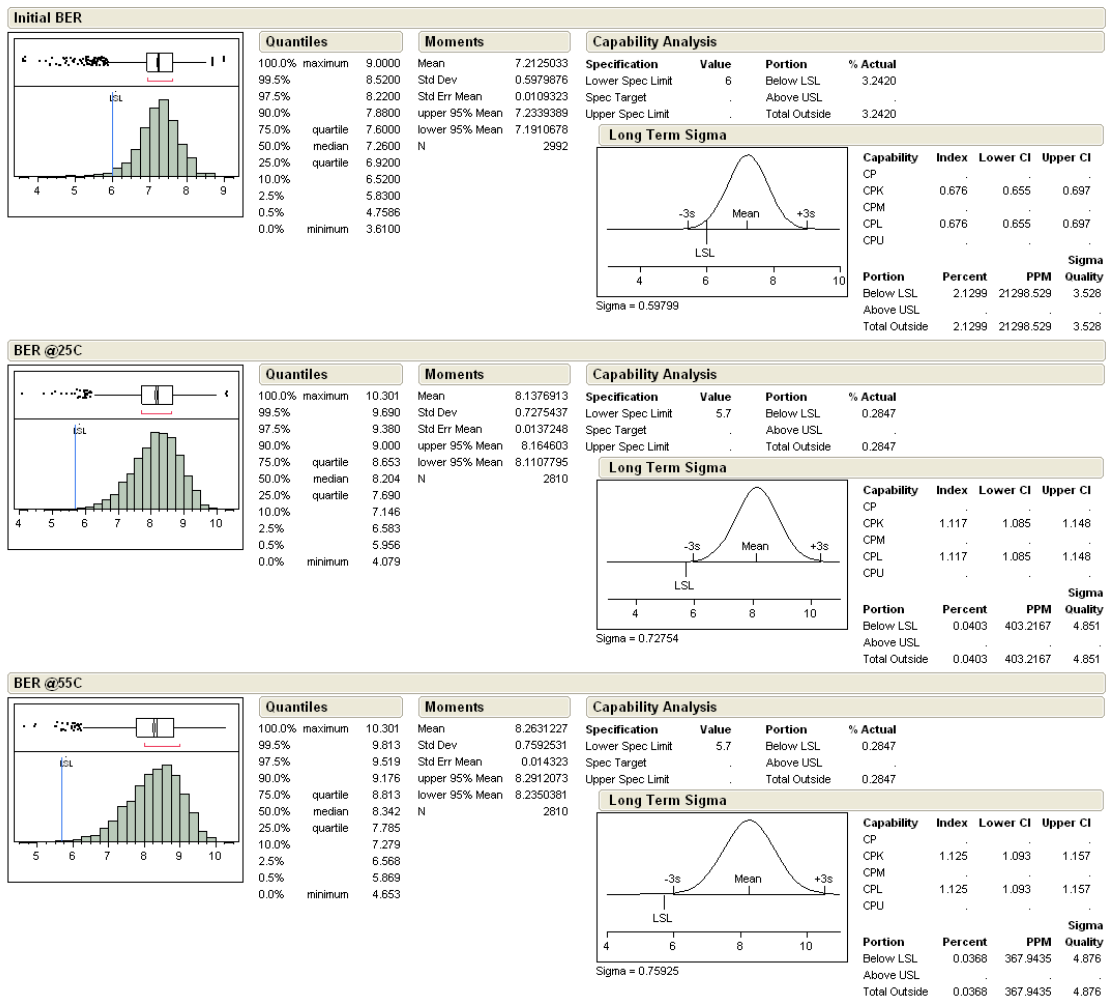 Initial BER
LSL
4 5 6 7 8 9
Quantiles
100.0% maximum 9.0000
99.5% 8.5200
97.5% 8.2200
90.0% 7.8800
75.0% quartile 7.6000
50.0% median 7.2600
25.0% quartile 6.9200
10.0% 6.5200
2.5% 5.8300
0.5% 4.7586
0.0% minimum 3.6100
Moments
Mean 7.2125033
Std Dev 0.5979876
Std Err Mean 0.0109323
upper 95% Mean 7.2339389
lower 95% Mean 7.1910678
N 2992
Capability Analysis
Specification Value Portion % Actual
Lower Spec Limit 6 Below LSL 3.2420
Spec Target . Above USL .
Upper Spec Limit . Total Outside 3.2420
Long Term Sigma
-3s Mean +3s
LSL
4 6 8 10
Sigma = 0.59799
Capability Index Lower CI Upper CI
CP . . .
CPK 0.676 0.655 0.697
CPM . . .
CPL 0.676 0.655 0.697
CPU . . .
Sigma
Portion Percent PPM Quality
Below LSL 2.1299 21298.529 3.528
Above USL . . .
Total Outside 2.1299 21298.529 3.528
BER @25C
LSL
4 5 6 7 8 9 10
Quantiles
100.0% maximum 10.301
99.5% 9.690
97.5% 9.380
90.0% 9.000
75.0% quartile 8.653
50.0% median 8.204
25.0% quartile 7.690
10.0% 7.146
2.5% 6.583
0.5% 5.956
0.0% minimum 4.079
Moments
Mean 8.1376913
Std Dev 0.7275437
Std Err Mean 0.0137248
upper 95% Mean 8.164603
lower 95% Mean 8.1107795
N 2810
Capability Analysis
Specification Value Portion % Actual
Lower Spec Limit 5.7 Below LSL 0.2847
Spec Target . Above USL .
Upper Spec Limit . Total Outside 0.2847
Long Term Sigma
-3s Mean +3s
LSL
4 6 8 10
Sigma = 0.72754
Capability Index Lower CI Upper CI
CP . . .
CPK 1.117 1.085 1.148
CPM . . .
CPL 1.117 1.085 1.148
CPU . . .
Sigma
Portion Percent PPM Quality
Below LSL 0.0403 403.2167 4.851
Above USL . . .
Total Outside 0.0403 403.2167 4.851
BER @55C
LSL
5 6 7 8 9 10
Quantiles
100.0% maximum 10.301
99.5% 9.813
97.5% 9.519
90.0% 9.176
75.0% quartile 8.813
50.0% median 8.342
25.0% quartile 7.785
10.0% 7.279
2.5% 6.568
0.5% 5.869
0.0% minimum 4.653
Moments
Mean 8.2631227
Std Dev 0.7592531
Std Err Mean 0.014323
upper 95% Mean 8.2912073
lower 95% Mean 8.2350381
N 2810
Capability Analysis
Specification Value Portion % Actual
Lower Spec Limit 5.7 Below LSL 0.2847
Spec Target . Above USL .
Upper Spec Limit . Total Outside 0.2847
Long Term Sigma
-3s Mean +3s
LSL
4 6 8 10
Sigma = 0.75925
Capability Index Lower CI Upper CI
CP . . .
CPK 1.125 1.093 1.157
CPM . . .
CPL 1.125 1.093 1.157
CPU . . .
Sigma
Portion Percent PPM Quality
Below LSL 0.0368 367.9435 4.876
Above USL . . .
Total Outside 0.0368 367.9435 4.876